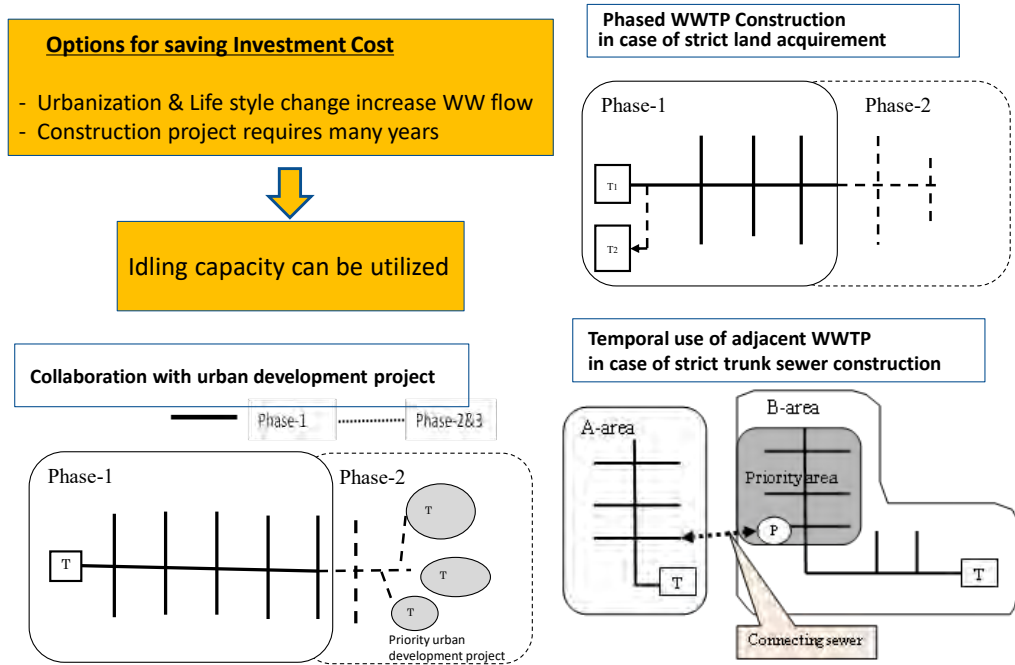 Options for saving Investment Cost
- Urbanization & Life style change increase WW flow
- Construction project requires many years
Idling capacity can be utilized
Phased WWTP Construction
in case of strict land acquirement
Phase-1
Phase-2
T1
T2
Collaboration with urban development project
Phase-1
Phase-2&3
Phase-1
Phase-2
T
T
T
T
Priority urban
development project
Temporal use of adjacent WWTP
in case of strict trunk sewer construction
A-area
B-area
Priority area
P
T
T
Connecting sewer